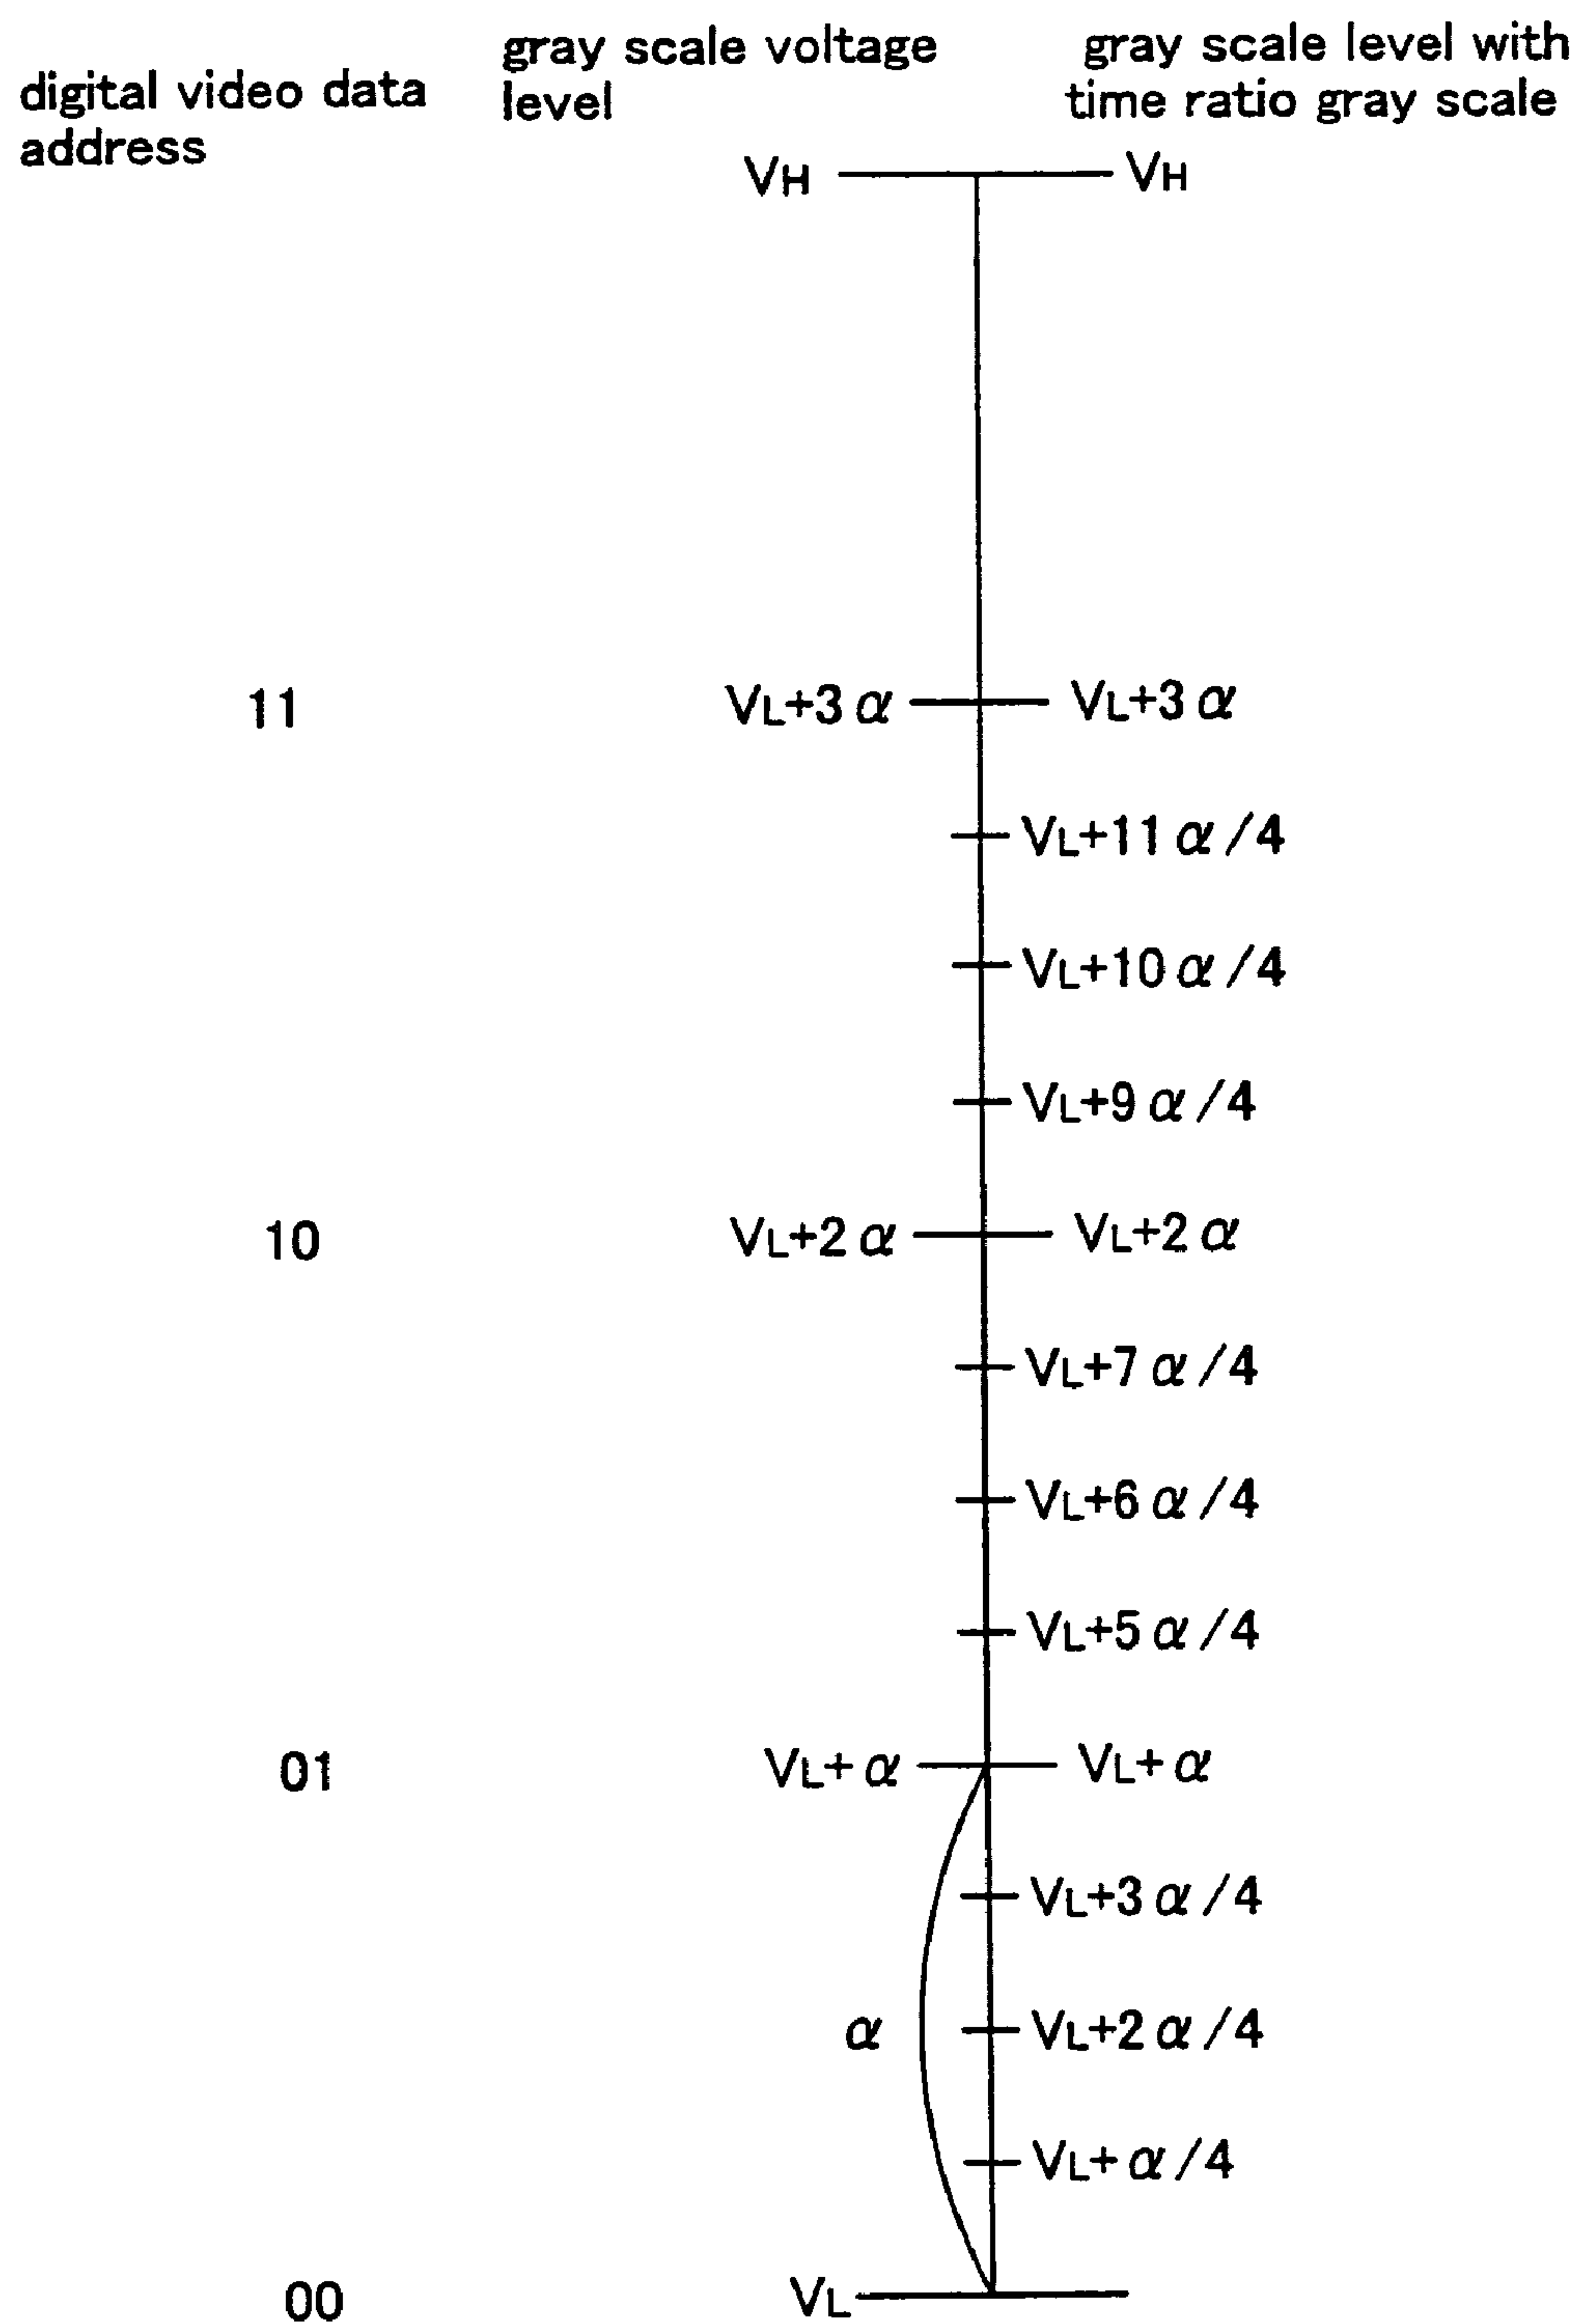 digital video data
address
gray scale voltage
level
gray scale level with
time ratio gray scale
VH VH
11 VL+3α VL+3α
VL+11α/4
VL+10α/4
VL+9α/4
10 VL+2α VL+2α
VL+7α/4
VL+6α/4
VL+5α/4
01 VL+α VL+α
VL+3α/4
α VL+2α/4
VL+α/4
00 VL